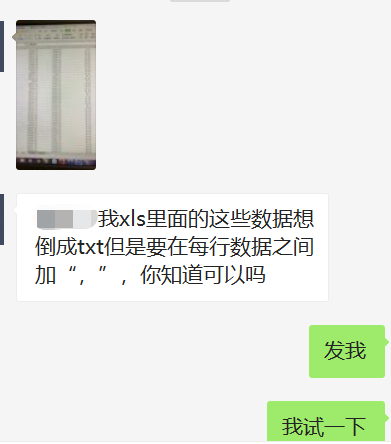 我xls里面的这些数据想
倒成txt但是要在每行数据之间
加“，”，你知道可以吗
发我
我试一下